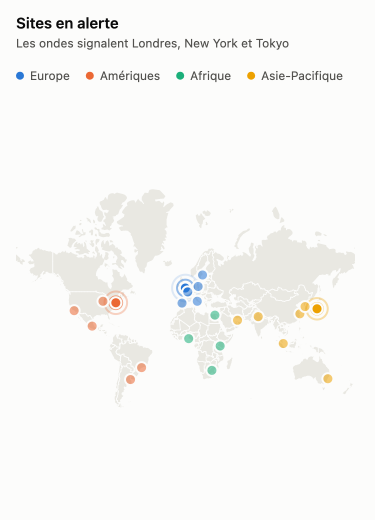 Sites en alerte
Les ondes signalent Londres, New York et Tokyo
Europe Amériques Afrique Asie-Pacifique